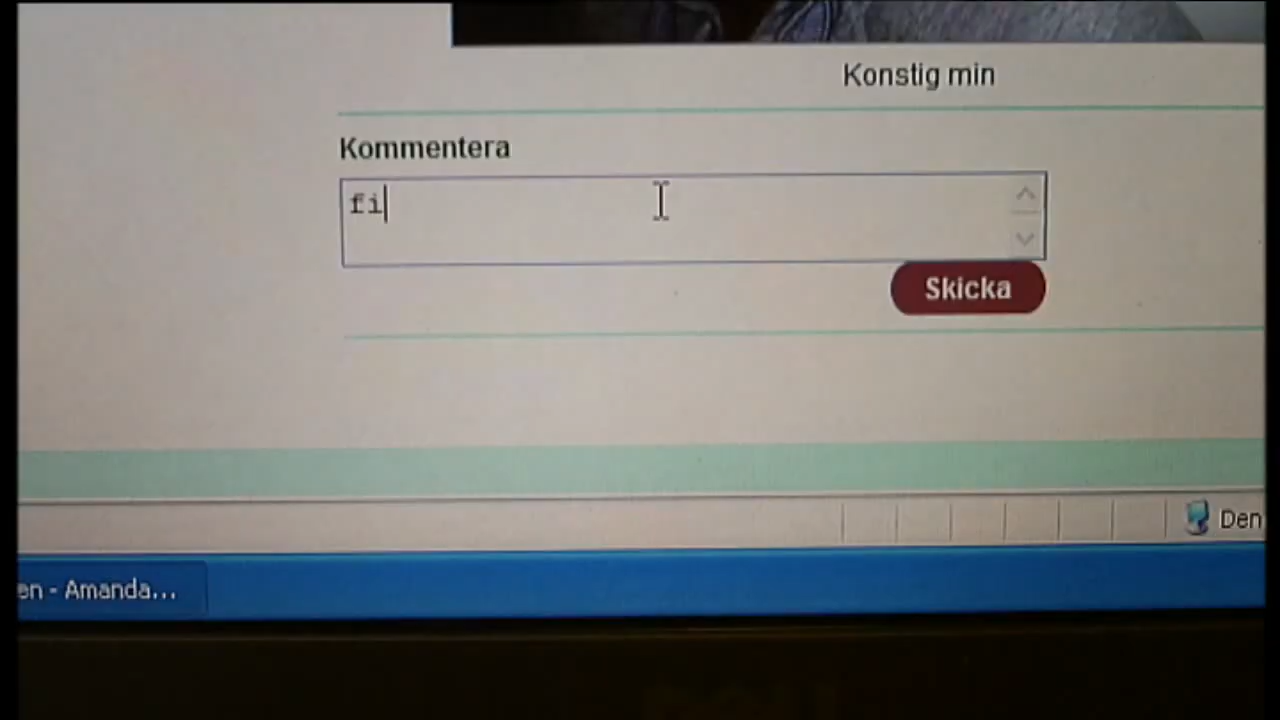 Konstig min
Kommentera
fi
Skicka
Den
en - Amanda...